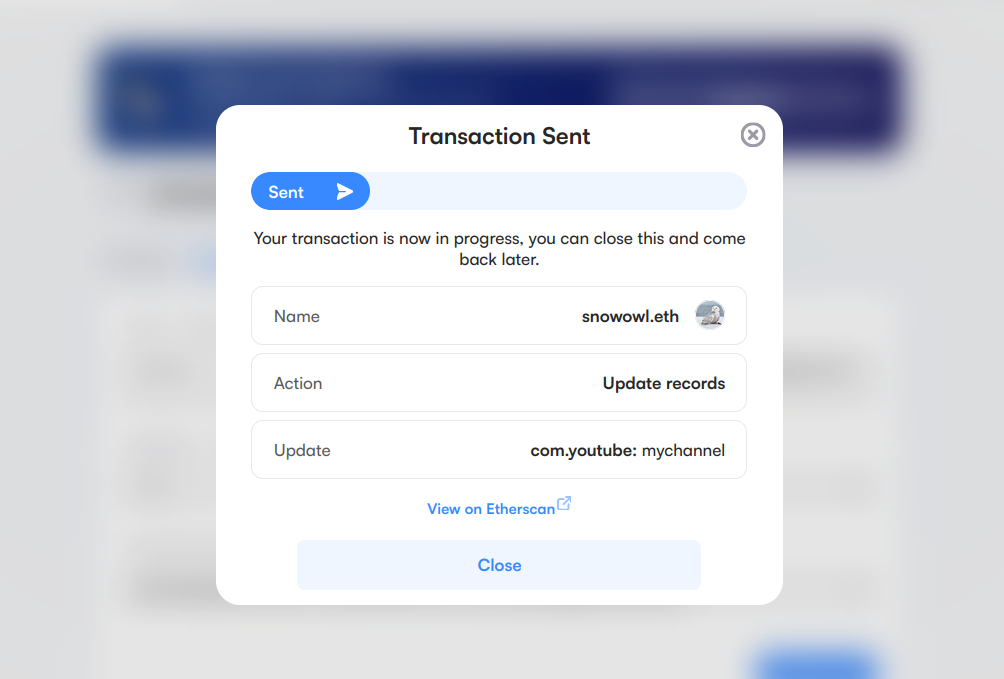 Transaction Sent
Sent
Your transaction is now in progress, you can close this and come
back later.
Name snowowl.eth
Action Update records
Update com.youtube: mychannel
View on Etherscan
Close